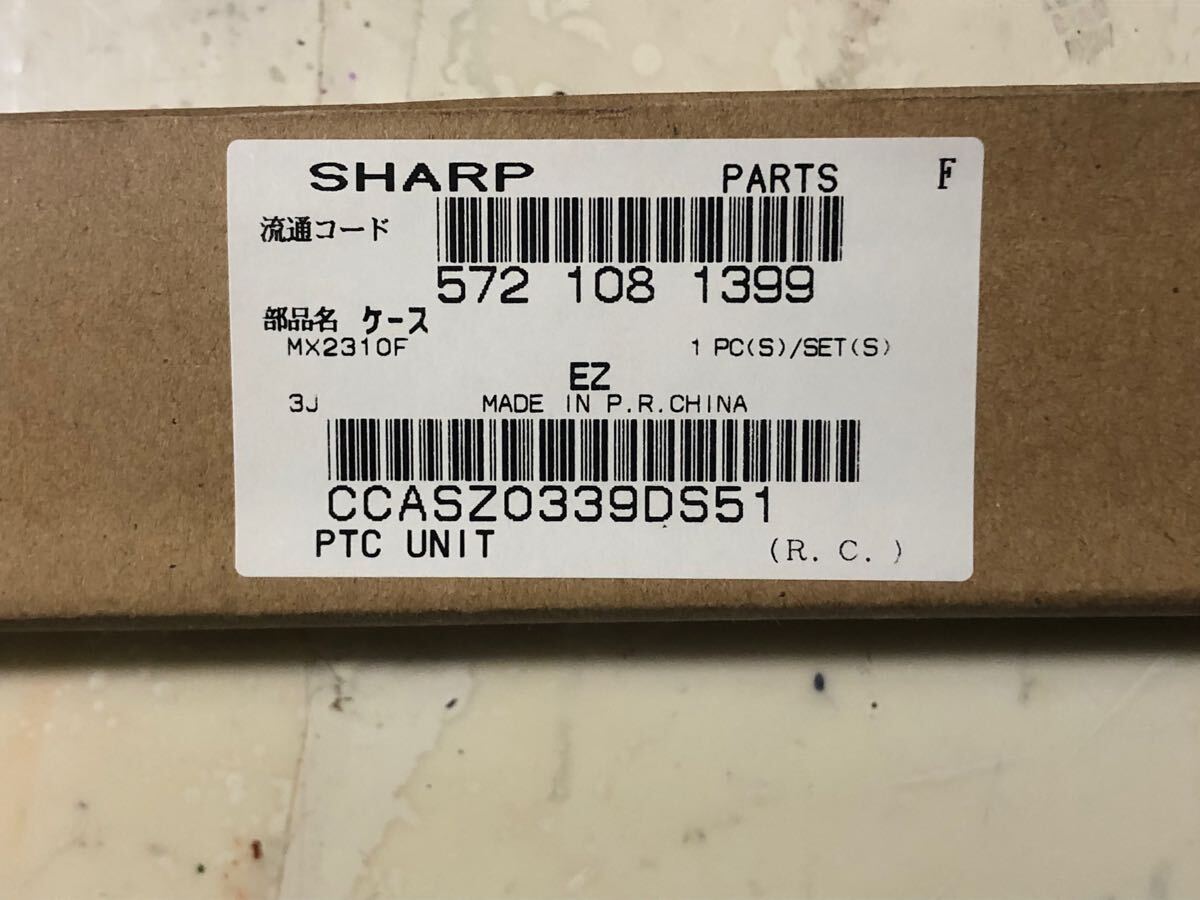 SHARP PARTS F
流通コード
572 108 1399
部品名 ケース
MX2310F 1 PC(S)/SET(S)
EZ
3J MADE IN P.R.CHINA
CCASZ0339DS51
PTC UNIT (R. C. )